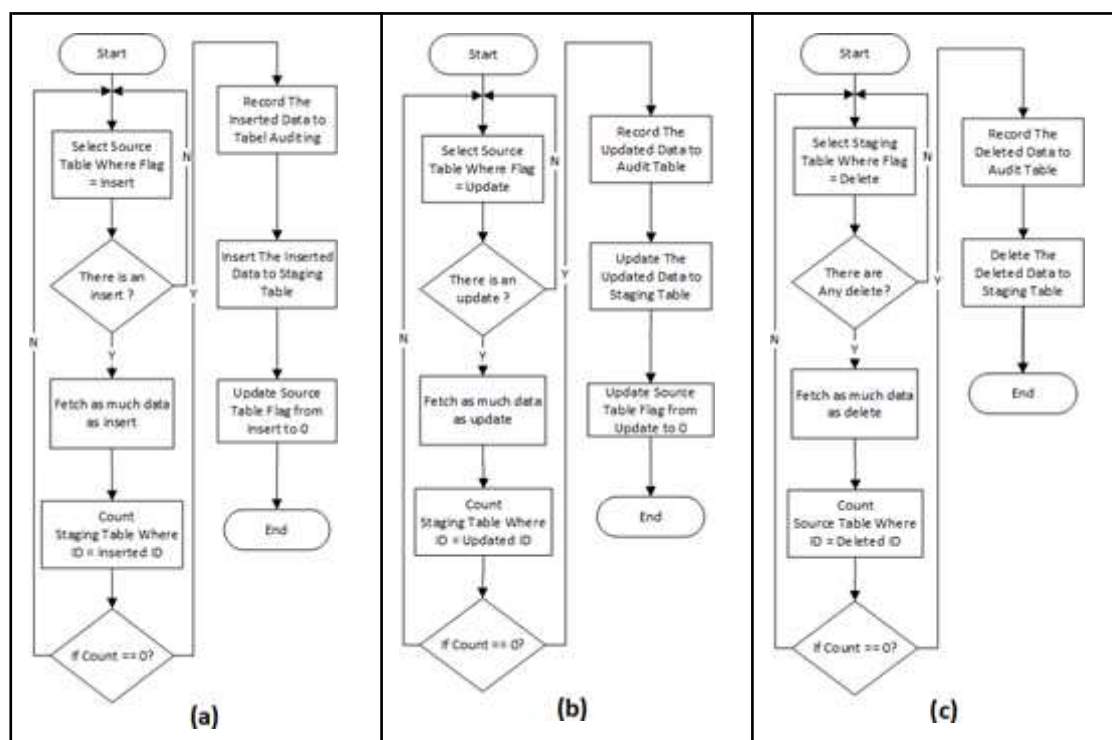 Start
Select Source
Table Where Flag
= Insert
N
There is an
insert ?
Y
N
Y
Fetch as much data
as insert
Count
Staging Table Where
ID = Inserted ID
If Count == 0?
Record The
Inserted Data to
Tabel Auditing
Insert The Inserted
Data to Staging
Table
Update Source
Table Flag from
Insert to 0
End
(a)
Start
Select Source
Table Where Flag
=Update
N
There is an
update ?
Y
N
Y
Fetch as much data
as update
Count
Staging Table Where
ID = Updated ID
If Count == 0?
Record The
Updated Data to
Audit Table
Update The
Updated Data to
Staging Table
Update Source
Table Flag from
Update to 0
End
(b)
Start
Select Staging
Table Where Flag
=Delete
N
There are
Any delete?
Y
N
Y
Fetch as much data
as delete
Count
Source Table Where
ID = Deleted ID
If Count == 0?
Record The
Deleted Data to
Audit Table
Delete The
Deleted Data to
Staging Table
End
(c)